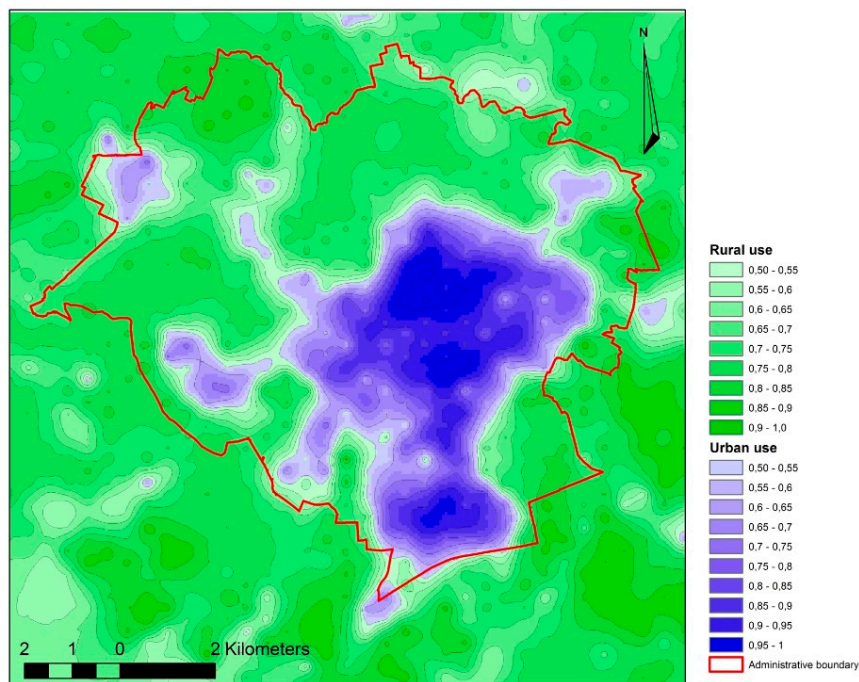 N
Rural use
0,50 - 0,55
0,55 - 0,6
0,6 - 0,65
0.65 - 0,7
0,7 - 0,75
0,75 - 0,8
0,8 - 0,85
0,85 - 0,9
0,9 - 1,0
Urban use
0,50 - 0,55
0,55 - 0,6
0,6 - 0,65
0,65 - 0,7
0,7 - 0,75
0,75 - 0,8
0,8 - 0,85
0,85 - 0,9
0,9 - 0,95
0,95 - 1
Administrative boundary
2 1 0 2 Kilometers